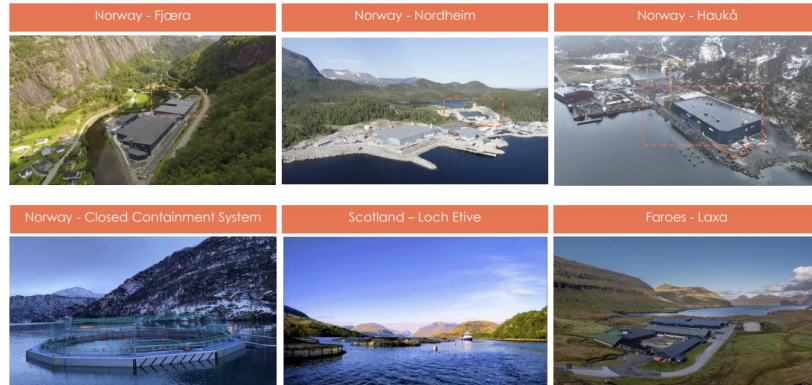 Norway - Fjæra
Norway - Nordheim
Norway - Haukå
Norway - Closed Containment System
Scotland – Loch Etive
Faroes - Laxa